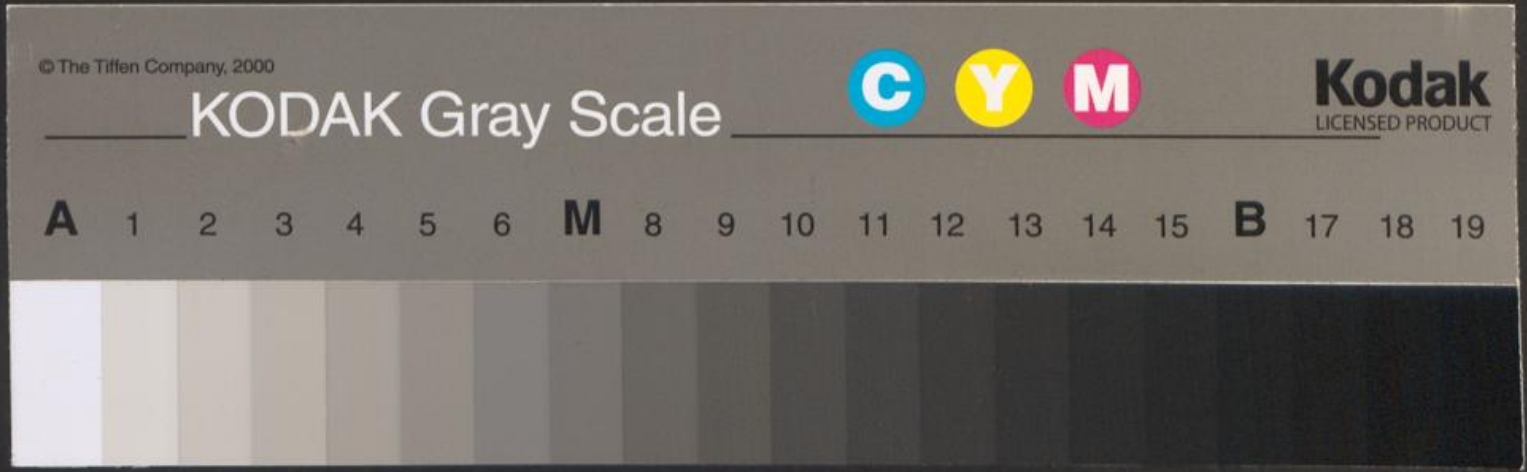 © The Tiffen Company, 2000
KODAK Gray Scale
C Y M
Kodak
LICENSED PRODUCT
A 1 2 3 4 5 6 M 8 9 10 11 12 13 14 15 B 17 18 19